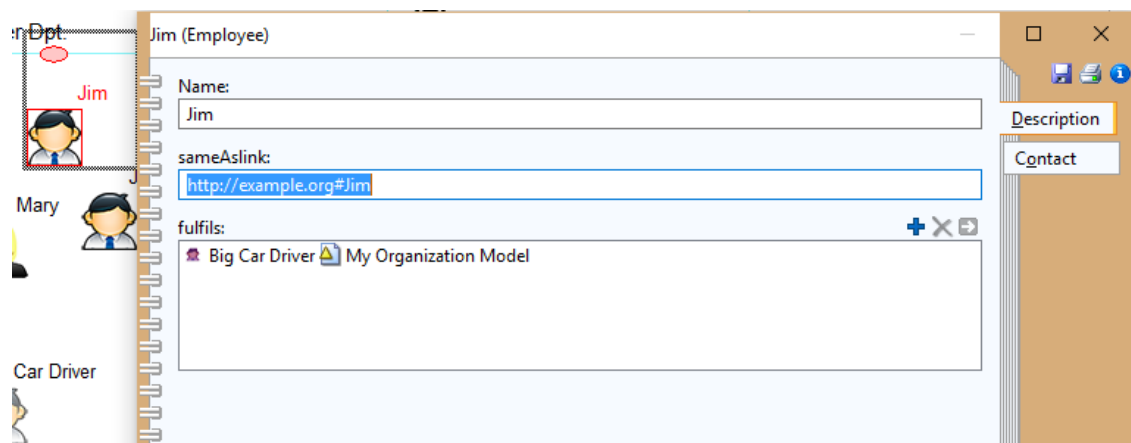 Dpt.
Jim (Employee)
Name:
Jim
Description
Jim
sameAslink:
Contact
http://example.org#Jim
Mary
fulfils:
Big Car Driver My Organization Model
Car Driver